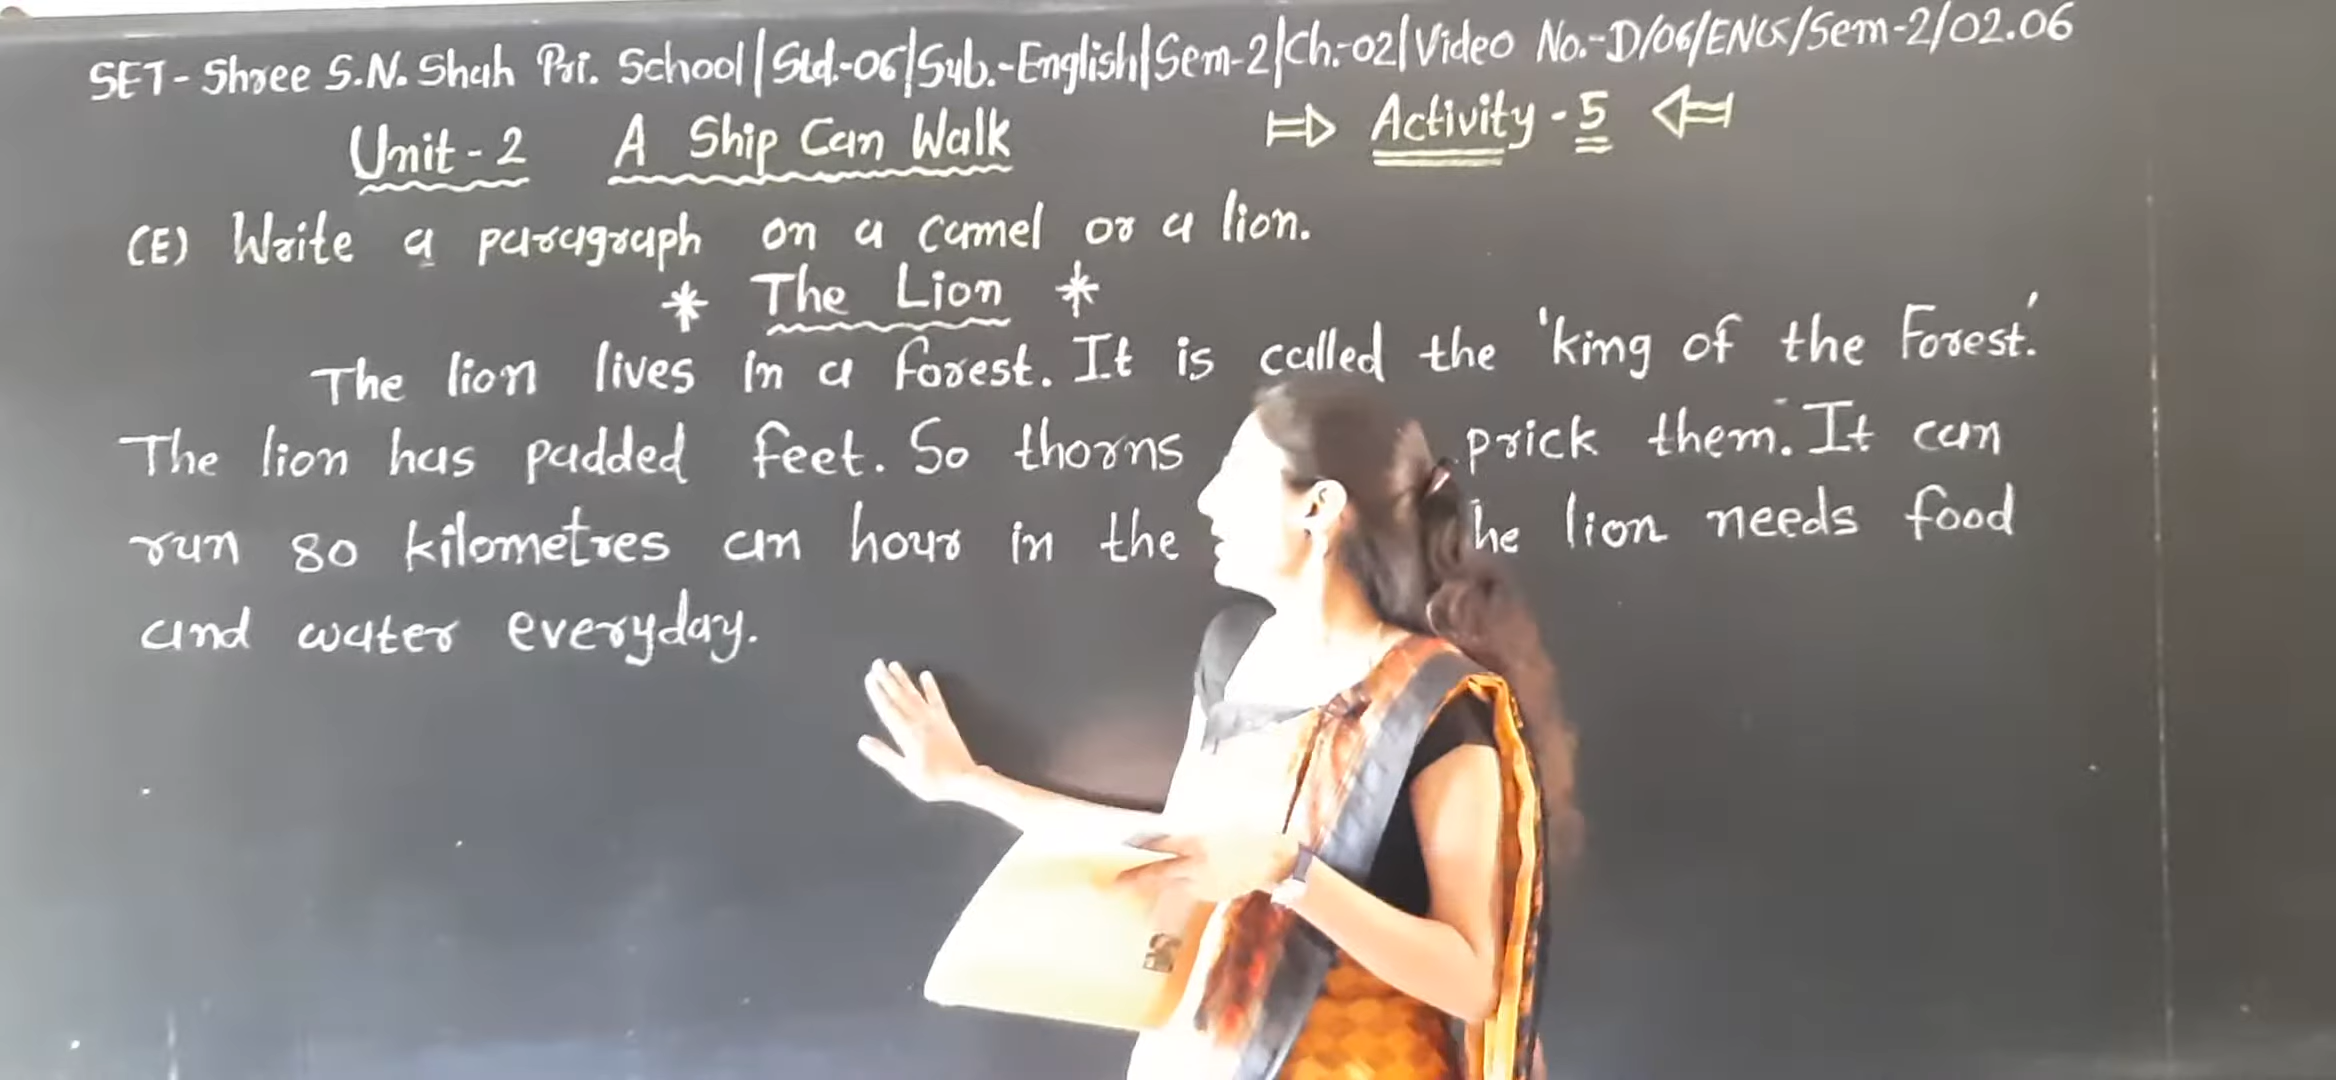 SET-Shree S.N. Shah Pri. School|Std.-06|Sub.-English|Sem-2|Ch.-02|Video No.-D/06/ENG/Sem-2/02.06
Unit-2 A Ship Can Walk ⇒ Activity-5 ⇐
(E) Write a paragraph on a camel or a lion.
* The Lion *
The lion lives in a forest. It is called the 'king of the Forest.'
The lion has padded feet. So thorns prick them. It can
run 80 kilometres an hour in the he lion needs food
and water everyday.